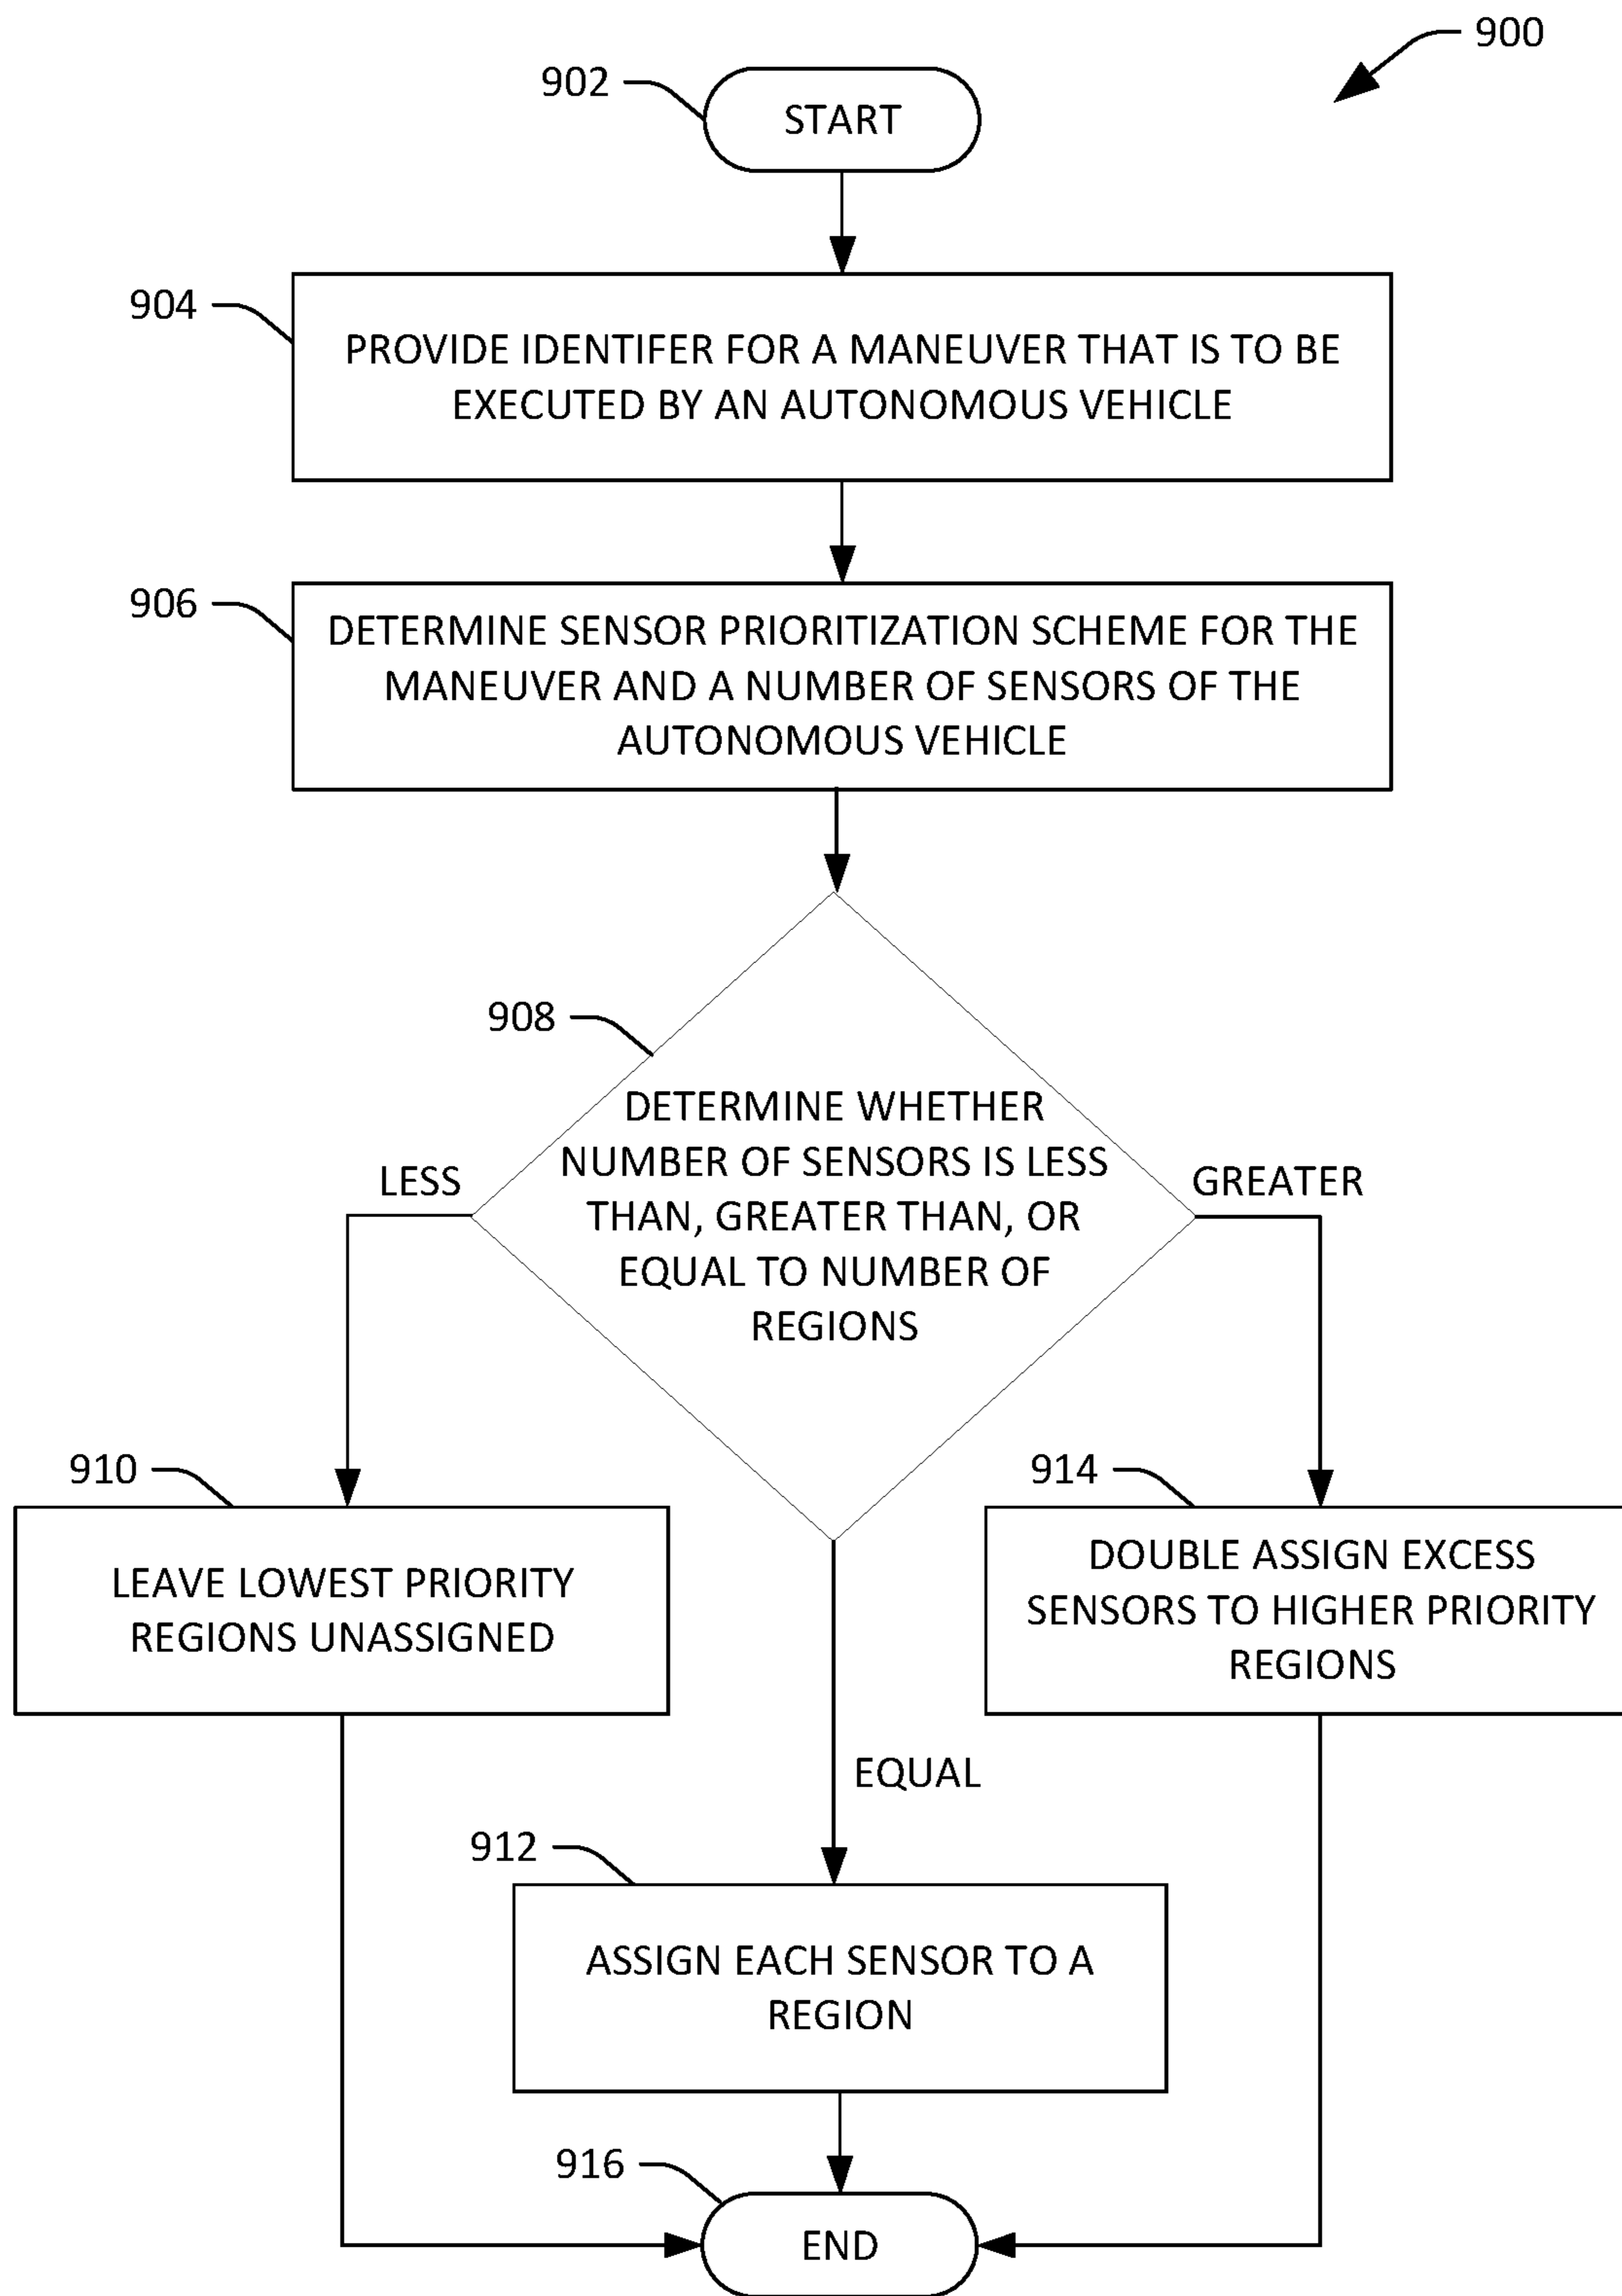 900
902
START
904
PROVIDE IDENTIFER FOR A MANEUVER THAT IS TO BE
EXECUTED BY AN AUTONOMOUS VEHICLE
906
DETERMINE SENSOR PRIORITIZATION SCHEME FOR THE
MANEUVER AND A NUMBER OF SENSORS OF THE
AUTONOMOUS VEHICLE
908
DETERMINE WHETHER
NUMBER OF SENSORS IS LESS
THAN, GREATER THAN, OR
EQUAL TO NUMBER OF
REGIONS
LESS
GREATER
910
LEAVE LOWEST PRIORITY
REGIONS UNASSIGNED
914
DOUBLE ASSIGN EXCESS
SENSORS TO HIGHER PRIORITY
REGIONS
EQUAL
912
ASSIGN EACH SENSOR TO A
REGION
916
END